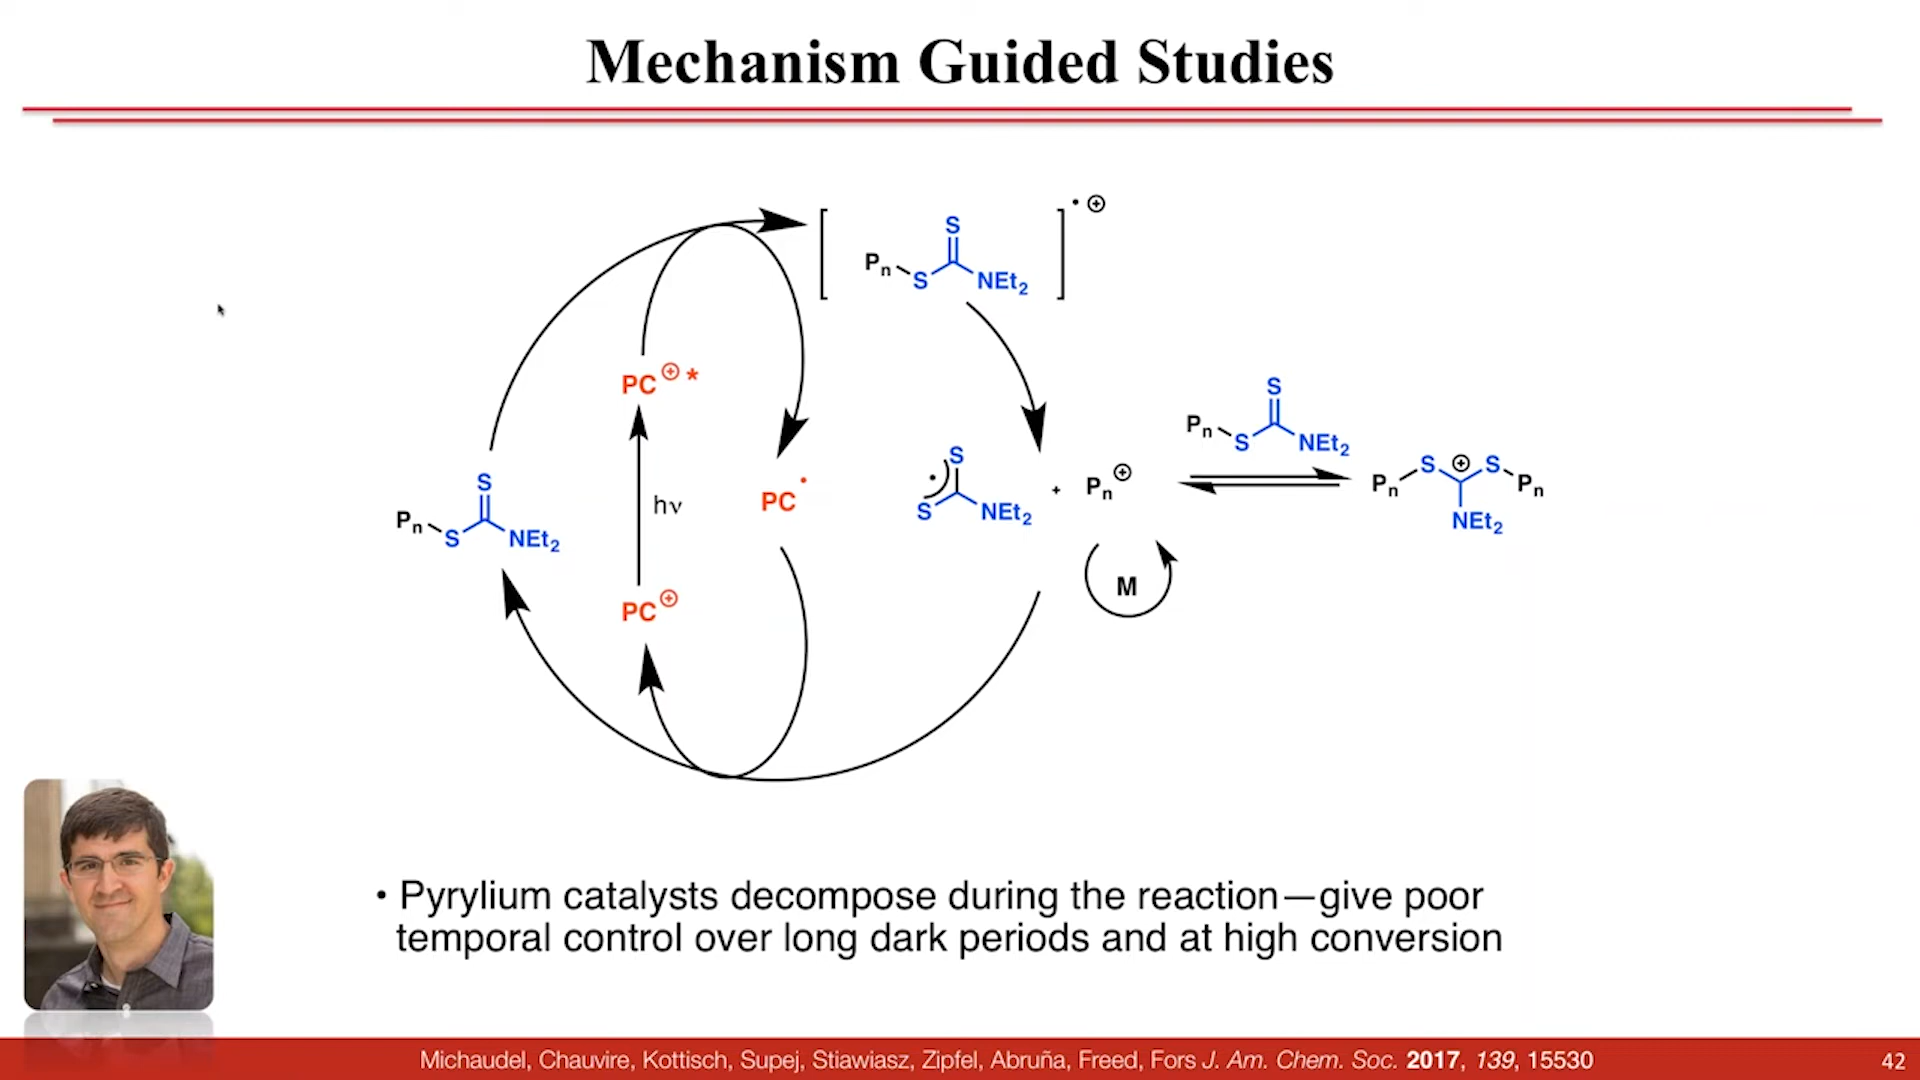 Mechanism Guided Studies
[ Pn S S NEt2 ] • ⊕
PC ⊕ *
hν
PC •
PC ⊕
Pn S S NEt2
• S S NEt2 + Pn ⊕
M
Pn S S NEt2
Pn S ⊕ S Pn
NEt2
• Pyrylium catalysts decompose during the reaction—give poor
temporal control over long dark periods and at high conversion
Michaudel, Chauvire, Kottisch, Supej, Stiawiasz, Zipfel, Abruña, Freed, Fors J. Am. Chem. Soc. 2017, 139, 15530
42